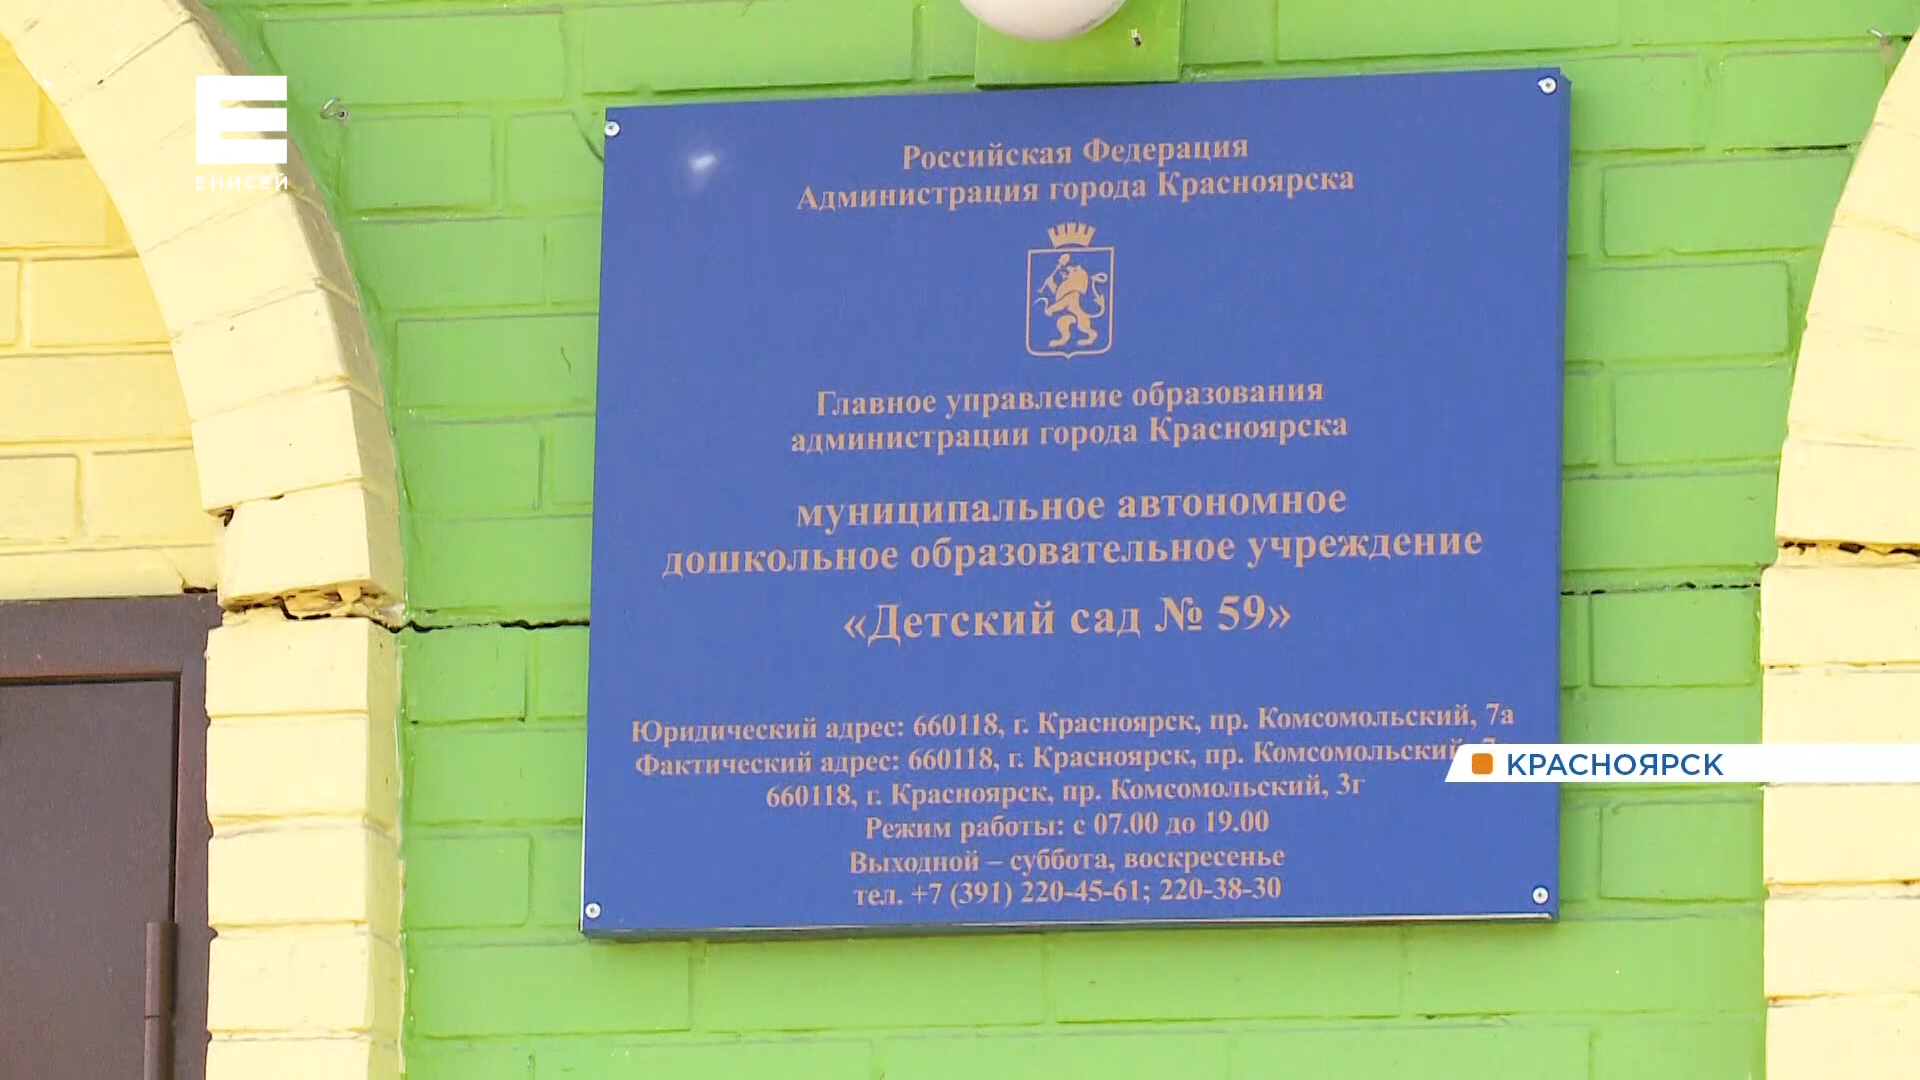 ЕНИСЕЙ
Российская Федерация
Администрация города Красноярска
Главное управление образования
администрации города Красноярска
муниципальное автономное
дошкольное образовательное учреждение
«Детский сад № 59»
Юридический адрес: 660118, г. Красноярск, пр. Комсомольский, 7а
Фактический адрес: 660118, г. Красноярск, пр. Комсомольский,
660118, г. Красноярск, пр. Комсомольский, 3г
Режим работы: с 07.00 до 19.00
Выходной – суббота, воскресенье
тел. +7 (391) 220-45-61; 220-38-30
КРАСНОЯРСК